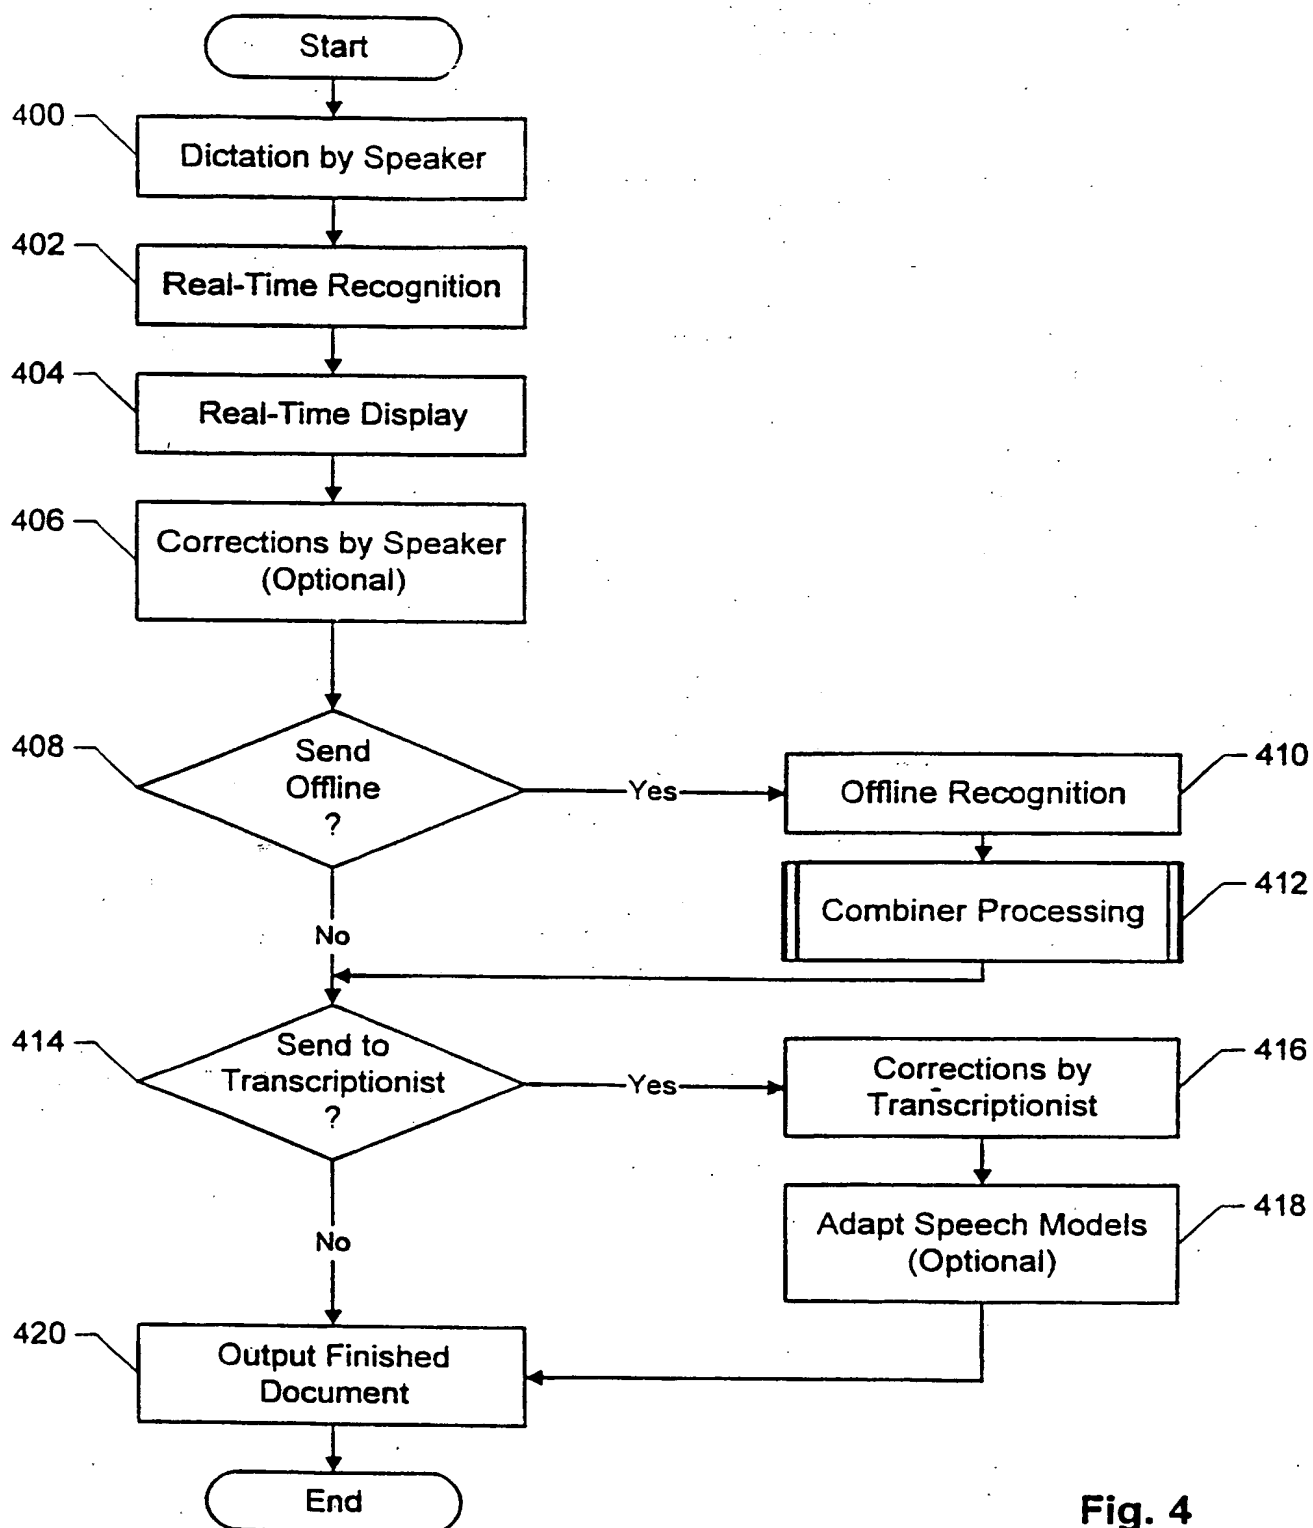 Start
400
Dictation by Speaker
402
Real-Time Recognition
404
Real-Time Display
406
Corrections by Speaker
(Optional)
408
Send
Offline
?
Yes
410
Offline Recognition
412
Combiner Processing
No
414
Send to
Transcriptionist
?
Yes
416
Corrections by
Transcriptionist
418
Adapt Speech Models
(Optional)
No
420
Output Finished
Document
End
Fig. 4